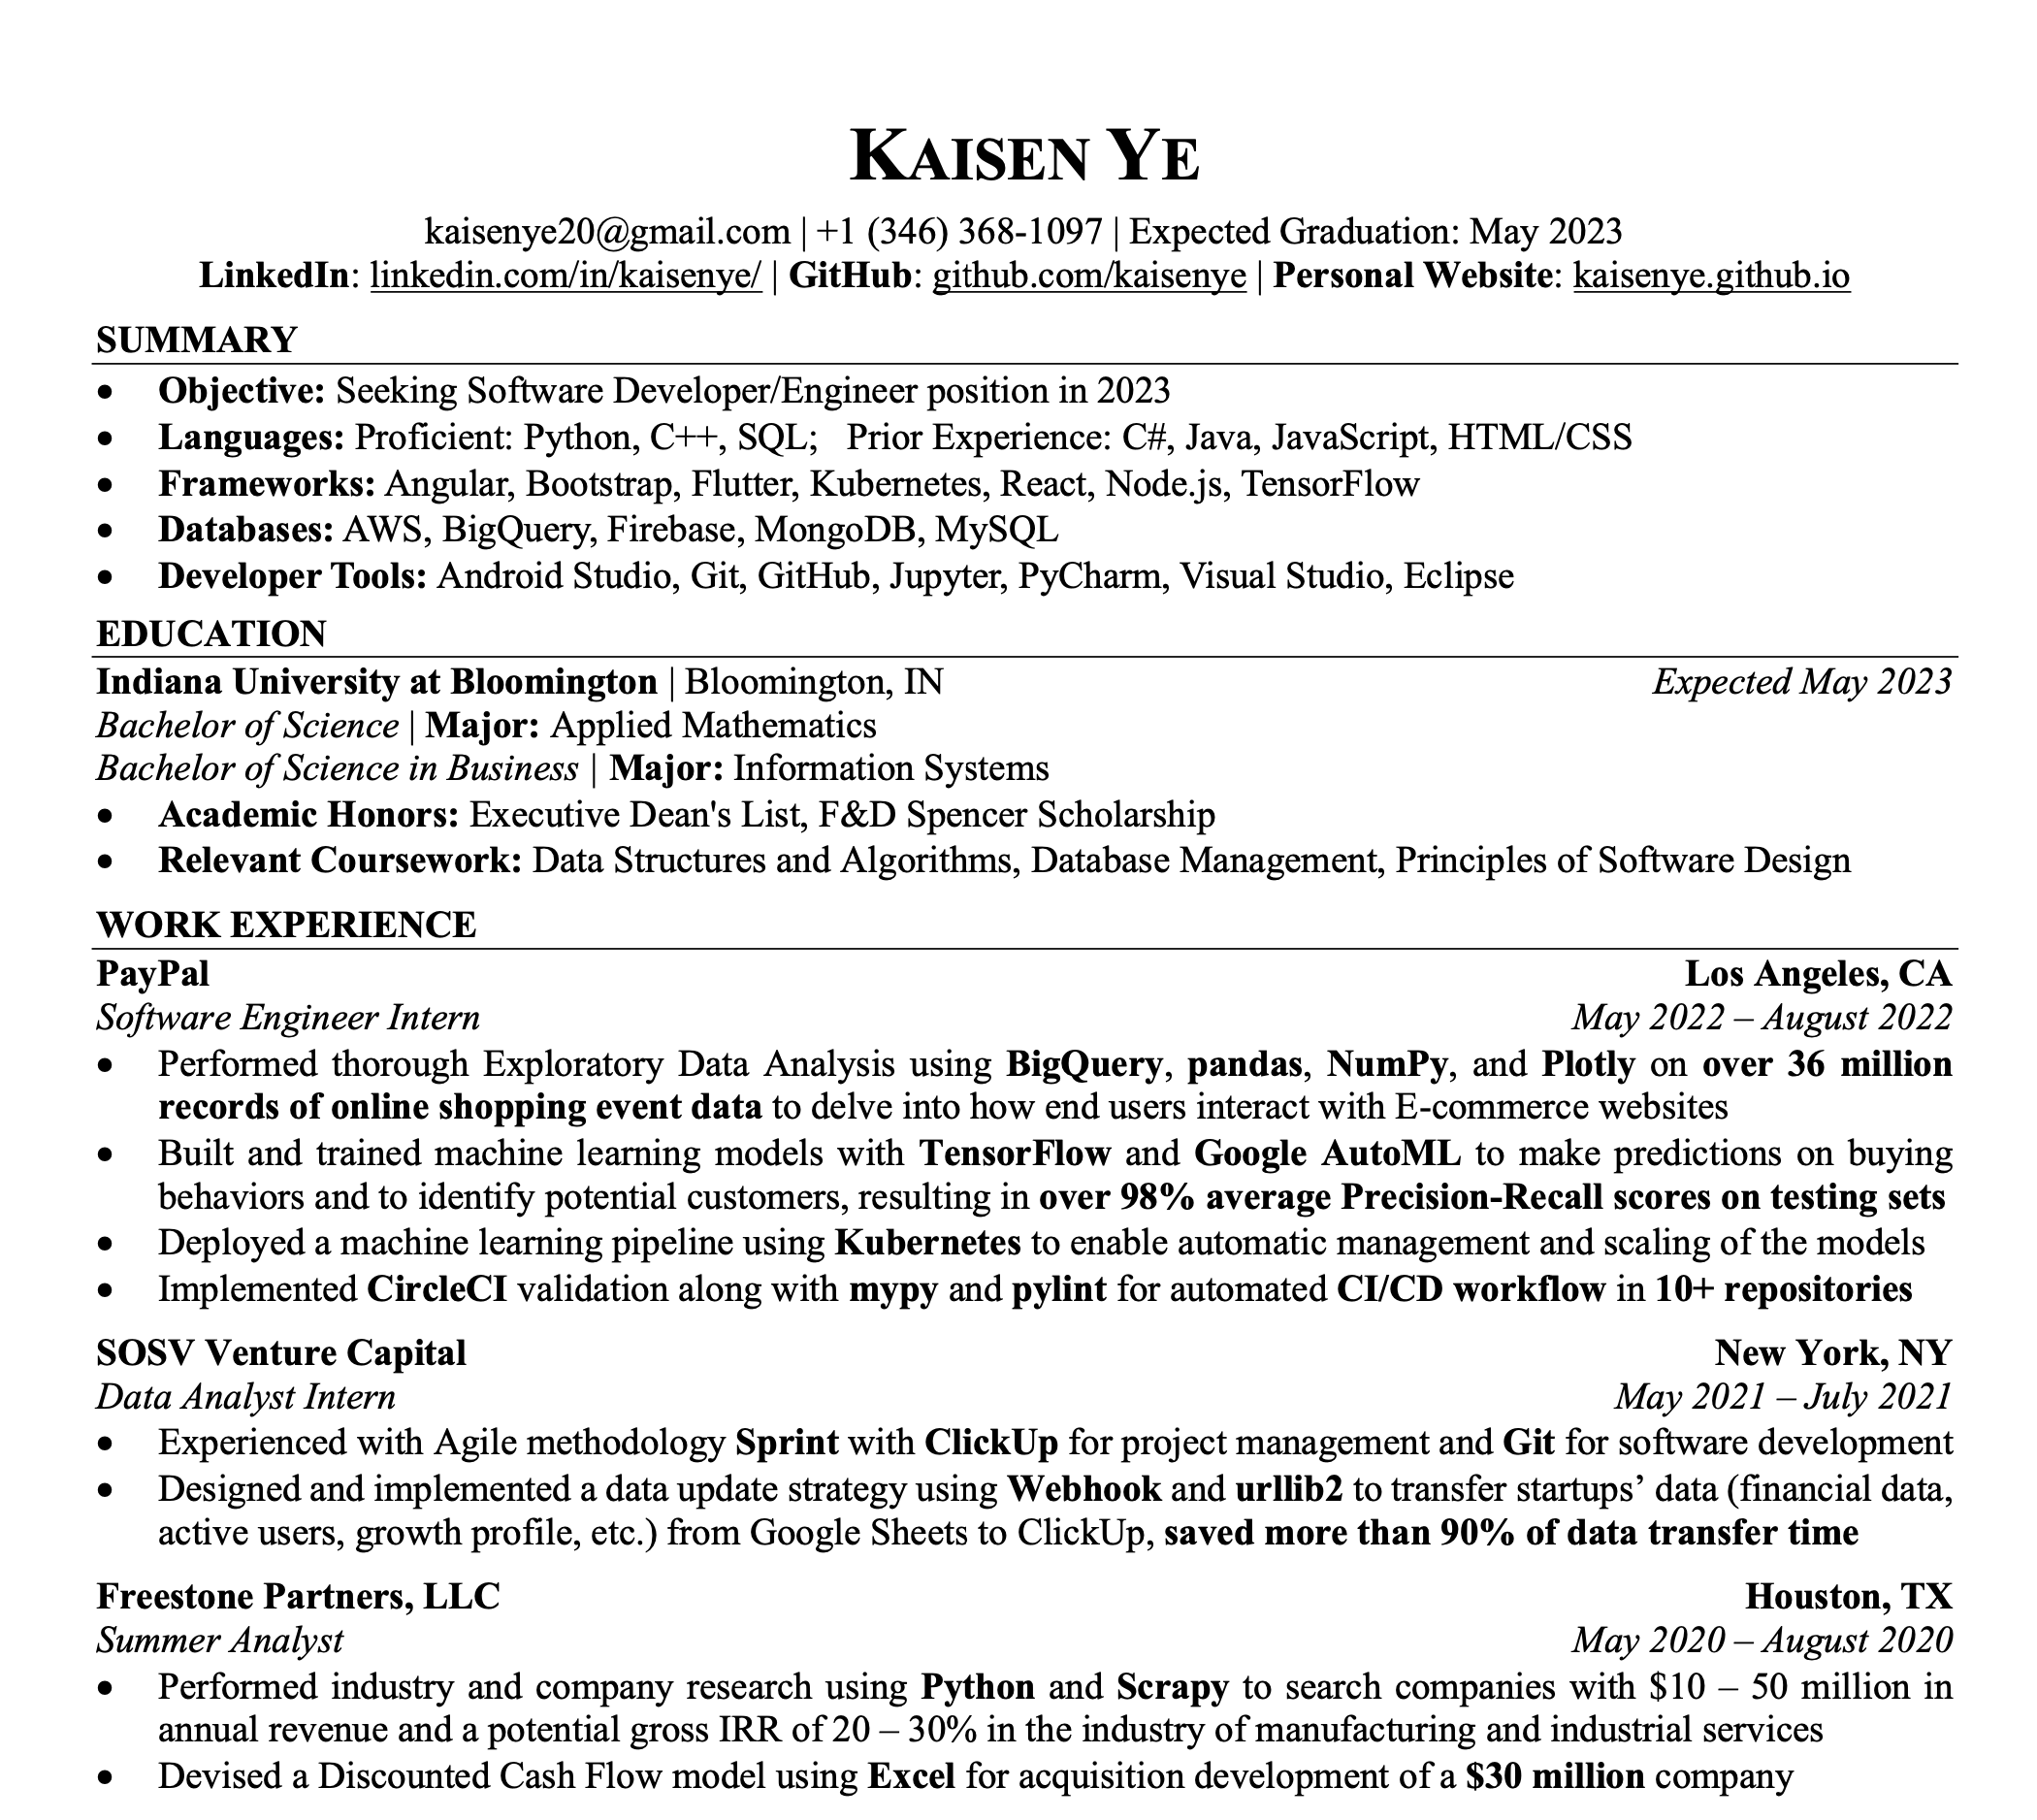 KAISEN YE
kaisenye20@gmail.com | +1 (346) 368-1097 | Expected Graduation: May 2023
LinkedIn: linkedin.com/in/kaisenye/ | GitHub: github.com/kaisenye | Personal Website: kaisenye.github.io
SUMMARY
• Objective: Seeking Software Developer/Engineer position in 2023
• Languages: Proficient: Python, C++, SQL;   Prior Experience: C#, Java, JavaScript, HTML/CSS
• Frameworks: Angular, Bootstrap, Flutter, Kubernetes, React, Node.js, TensorFlow
• Databases: AWS, BigQuery, Firebase, MongoDB, MySQL
• Developer Tools: Android Studio, Git, GitHub, Jupyter, PyCharm, Visual Studio, Eclipse
EDUCATION
Indiana University at Bloomington | Bloomington, IN Expected May 2023
Bachelor of Science | Major: Applied Mathematics
Bachelor of Science in Business | Major: Information Systems
• Academic Honors: Executive Dean's List, F&D Spencer Scholarship
• Relevant Coursework: Data Structures and Algorithms, Database Management, Principles of Software Design
WORK EXPERIENCE
PayPal Los Angeles, CA
Software Engineer Intern May 2022 – August 2022
• Performed thorough Exploratory Data Analysis using BigQuery, pandas, NumPy, and Plotly on over 36 million
records of online shopping event data to delve into how end users interact with E-commerce websites
• Built and trained machine learning models with TensorFlow and Google AutoML to make predictions on buying
behaviors and to identify potential customers, resulting in over 98% average Precision-Recall scores on testing sets
• Deployed a machine learning pipeline using Kubernetes to enable automatic management and scaling of the models
• Implemented CircleCI validation along with mypy and pylint for automated CI/CD workflow in 10+ repositories
SOSV Venture Capital New York, NY
Data Analyst Intern May 2021 – July 2021
• Experienced with Agile methodology Sprint with ClickUp for project management and Git for software development
• Designed and implemented a data update strategy using Webhook and urllib2 to transfer startups’ data (financial data,
active users, growth profile, etc.) from Google Sheets to ClickUp, saved more than 90% of data transfer time
Freestone Partners, LLC Houston, TX
Summer Analyst May 2020 – August 2020
• Performed industry and company research using Python and Scrapy to search companies with $10 – 50 million in
annual revenue and a potential gross IRR of 20 – 30% in the industry of manufacturing and industrial services
• Devised a Discounted Cash Flow model using Excel for acquisition development of a $30 million company